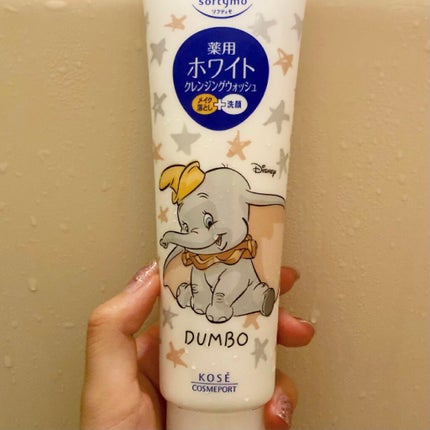 softymo
ソフティモ
薬用
ホワイト
クレンジングウォッシュ
メイク
落とし
+
洗顔
Disney
DUMBO
KOSÉ
COSMEPORT